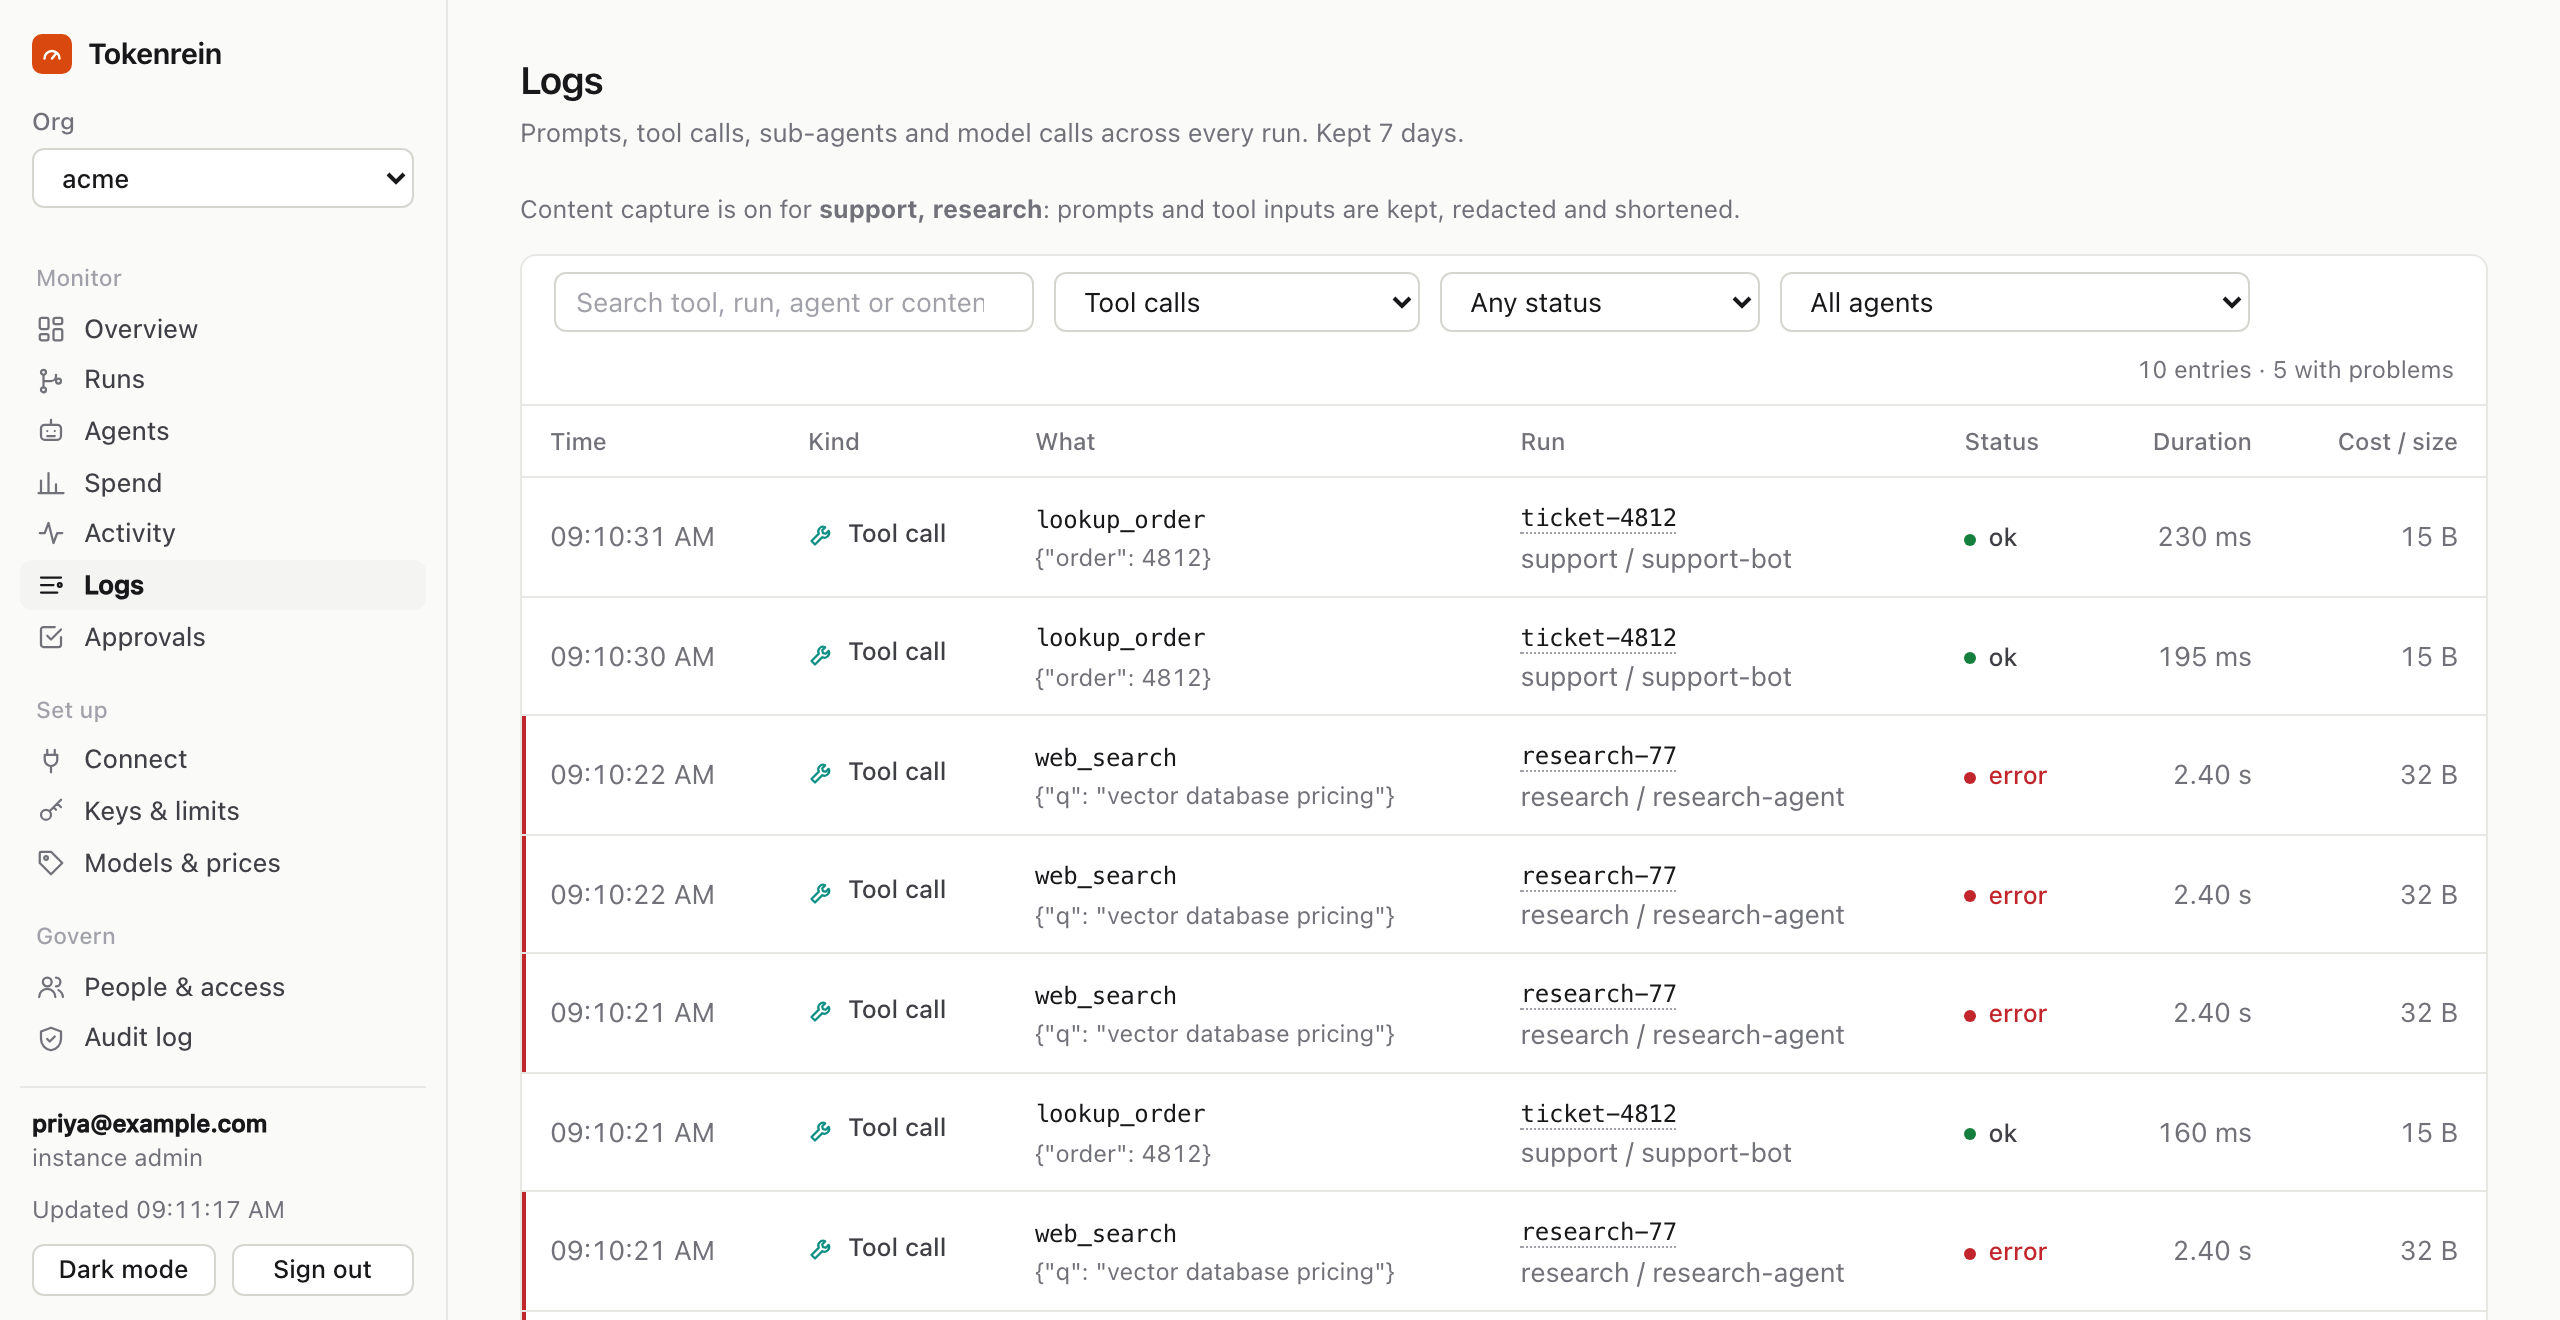 Tokenrein
Org
acme
Monitor
Overview
Runs
Agents
Spend
Activity
Logs
Approvals
Set up
Connect
Keys & limits
Models & prices
Govern
People & access
Audit log
priya@example.com
instance admin
Updated 09:11:17 AM
Dark mode Sign out
Logs
Prompts, tool calls, sub-agents and model calls across every run. Kept 7 days.
Content capture is on for support, research: prompts and tool inputs are kept, redacted and shortened.
Search tool, run, agent or conten Tool calls Any status All agents
10 entries · 5 with problems
Time Kind What Run Status Duration Cost / size
09:10:31 AM Tool call lookup_order ticket-4812 ok 230 ms 15 B
{"order": 4812} support / support-bot
09:10:30 AM Tool call lookup_order ticket-4812 ok 195 ms 15 B
{"order": 4812} support / support-bot
09:10:22 AM Tool call web_search research-77 error 2.40 s 32 B
{"q": "vector database pricing"} research / research-agent
09:10:22 AM Tool call web_search research-77 error 2.40 s 32 B
{"q": "vector database pricing"} research / research-agent
09:10:21 AM Tool call web_search research-77 error 2.40 s 32 B
{"q": "vector database pricing"} research / research-agent
09:10:21 AM Tool call lookup_order ticket-4812 ok 160 ms 15 B
{"order": 4812} support / support-bot
09:10:21 AM Tool call web_search research-77 error 2.40 s 32 B
{"q": "vector database pricing"} research / research-agent